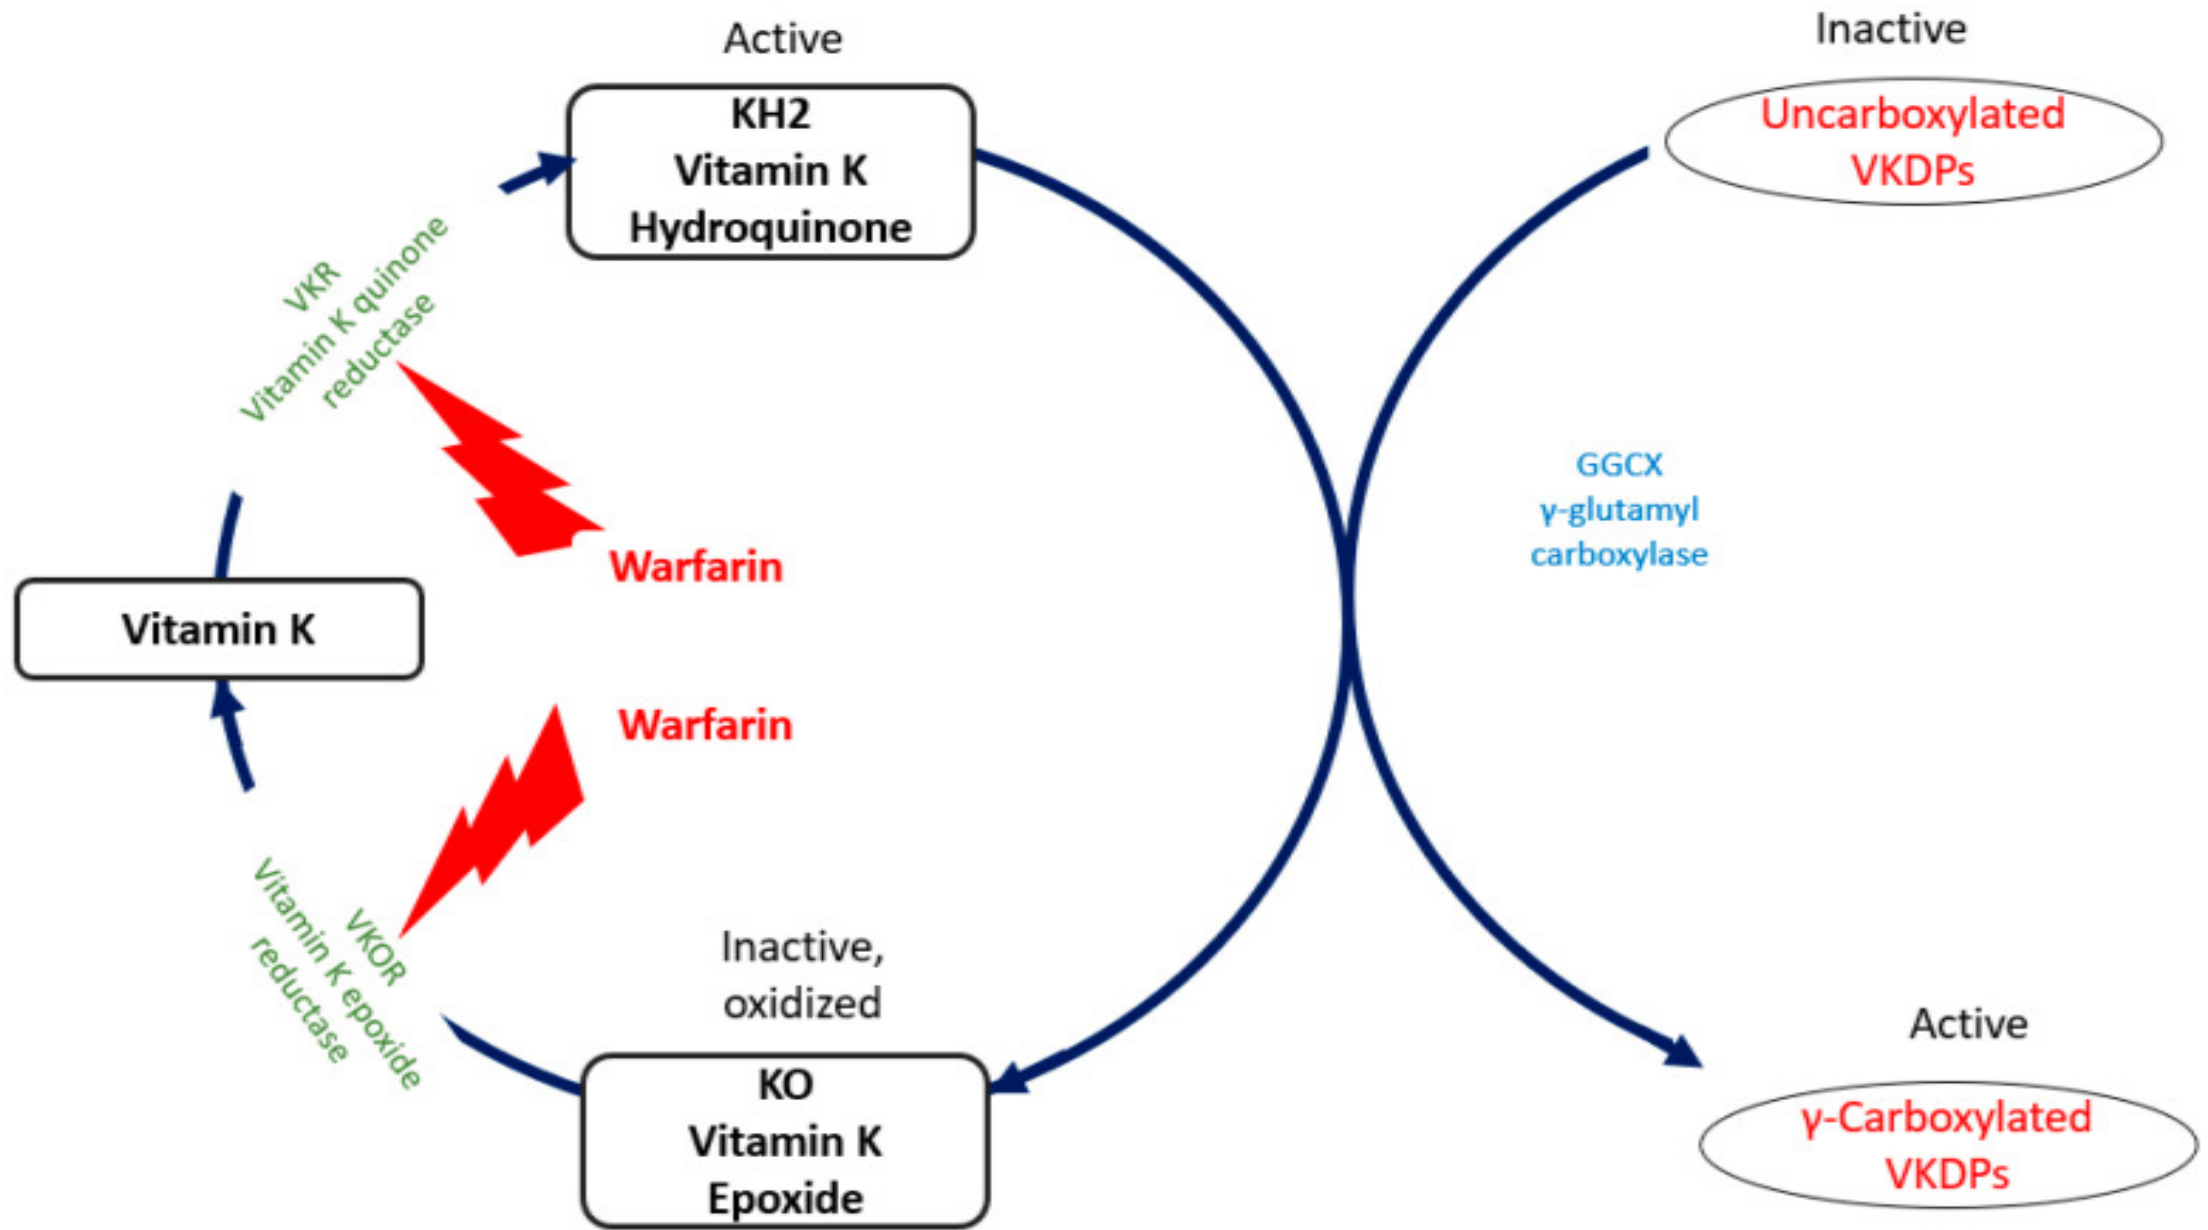 Active
KH2
Vitamin K
Hydroquinone
Inactive
Uncarboxylated
VKDPs
VKR
Vitamin K quinone
reductase
Warfarin
GGCX
γ-glutamyl
carboxylase
Vitamin K
Warfarin
VKOR
Vitamin K epoxide
reductase
Inactive,
oxidized
KO
Vitamin K
Epoxide
Active
γ-Carboxylated
VKDPs